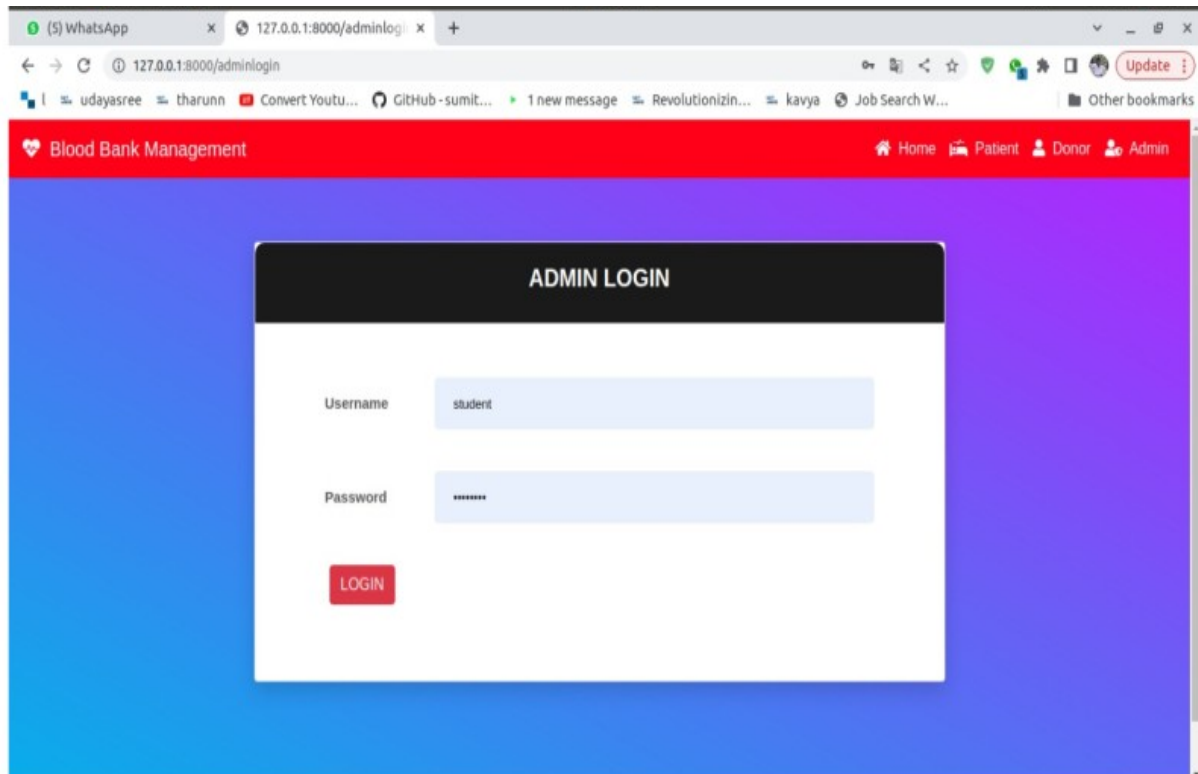 (5) WhatsApp 127.0.0.1:8000/adminlogi
127.0.0.1:8000/adminlogin Update
l udayasree tharunn Convert Youtu... GitHub - sumit... 1 new message Revolutionizin... kavya Job Search W... Other bookmarks
Blood Bank Management Home Patient Donor Admin
ADMIN LOGIN
Username student
Password ••••••••
LOGIN